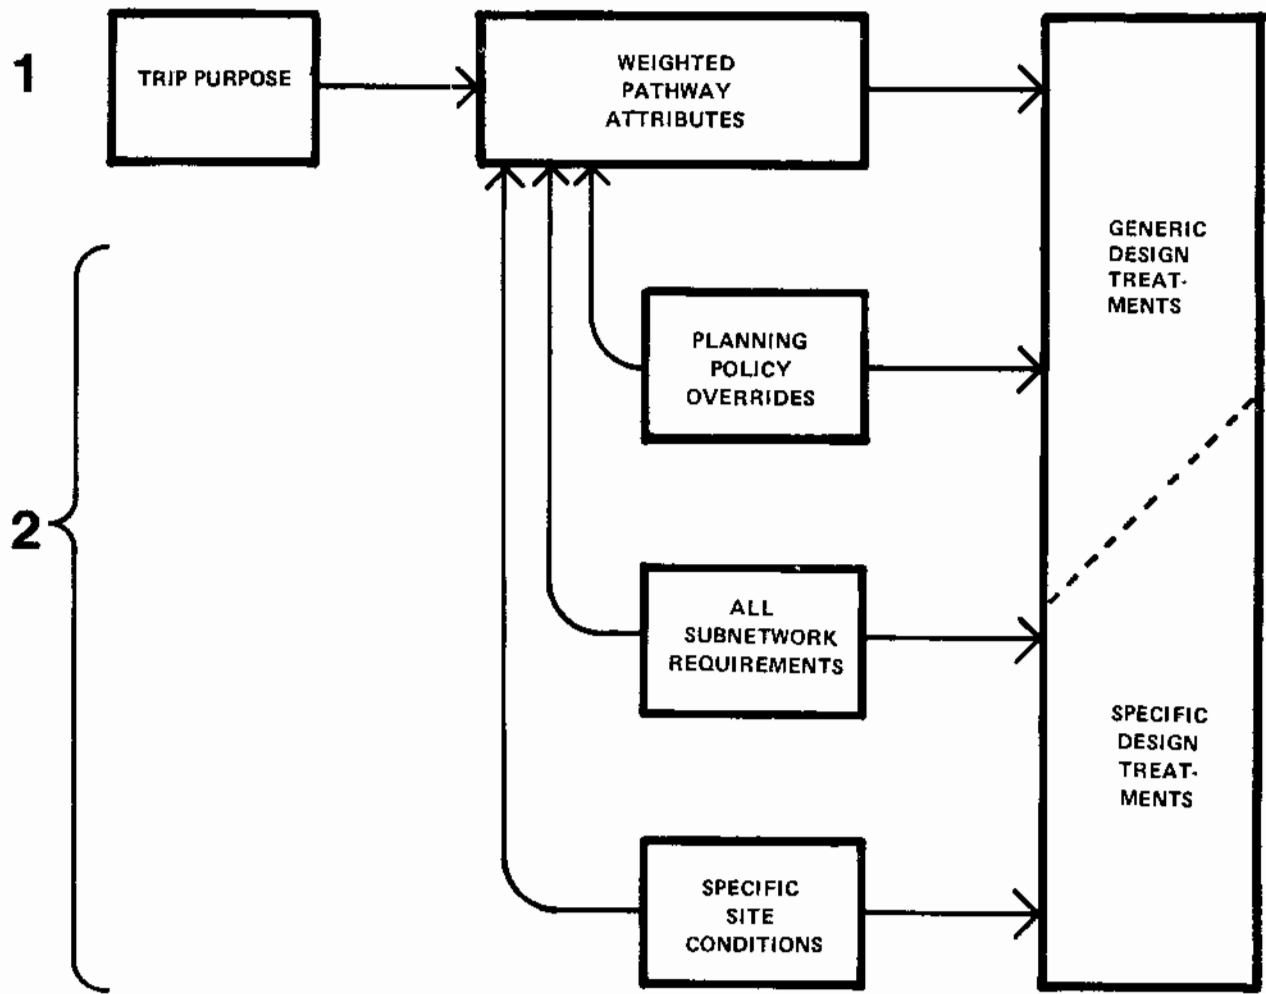 1
TRIP PURPOSE
WEIGHTED
PATHWAY
ATTRIBUTES
GENERIC
DESIGN
TREAT-
MENTS
2
PLANNING
POLICY
OVERRIDES
ALL
SUBNETWORK
REQUIREMENTS
SPECIFIC
DESIGN
TREAT-
MENTS
SPECIFIC
SITE
CONDITIONS